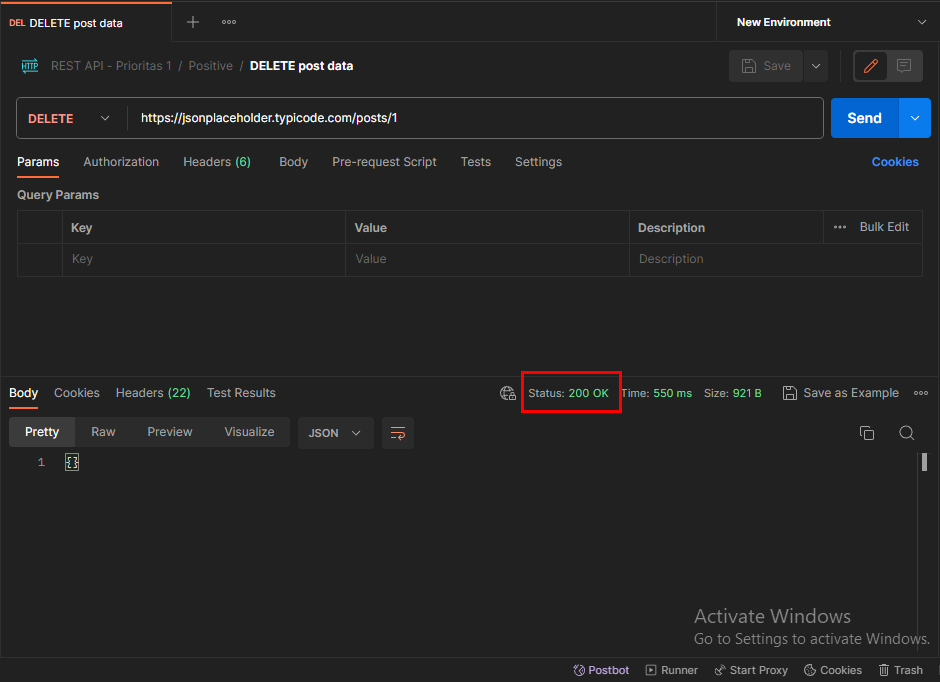 DEL DELETE post data
New Environment
HTTP REST API - Prioritas 1 / Positive / DELETE post data
Save
DELETE https://jsonplaceholder.typicode.com/posts/1 Send
Params Authorization Headers (6) Body Pre-request Script Tests Settings Cookies
Query Params
Key Value Description Bulk Edit
Key Value Description
Body Cookies Headers (22) Test Results Status: 200 OK Time: 550 ms Size: 921 B Save as Example
Pretty Raw Preview Visualize JSON
1 {}
Activate Windows
Go to Settings to activate Windows.
Postbot Runner Start Proxy Cookies Trash